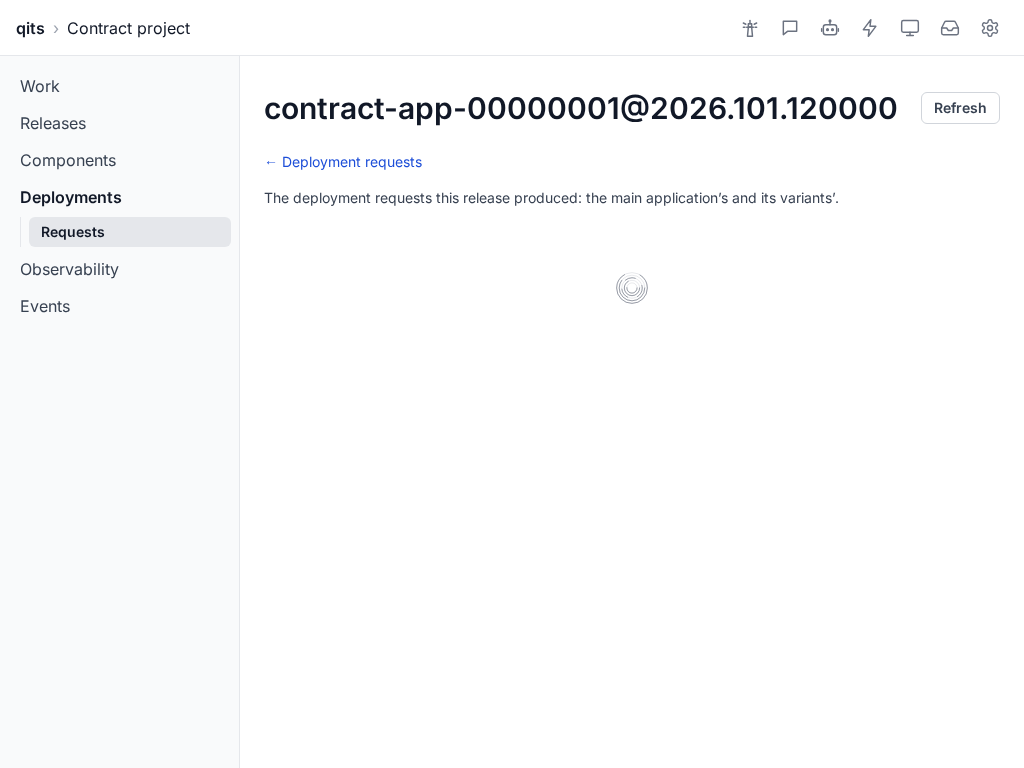 qits › Contract project
Work
Releases
Components
Deployments
Requests
Observability
Events
contract-app-00000001@2026.101.120000
Refresh
← Deployment requests
The deployment requests this release produced: the main application’s and its variants’.